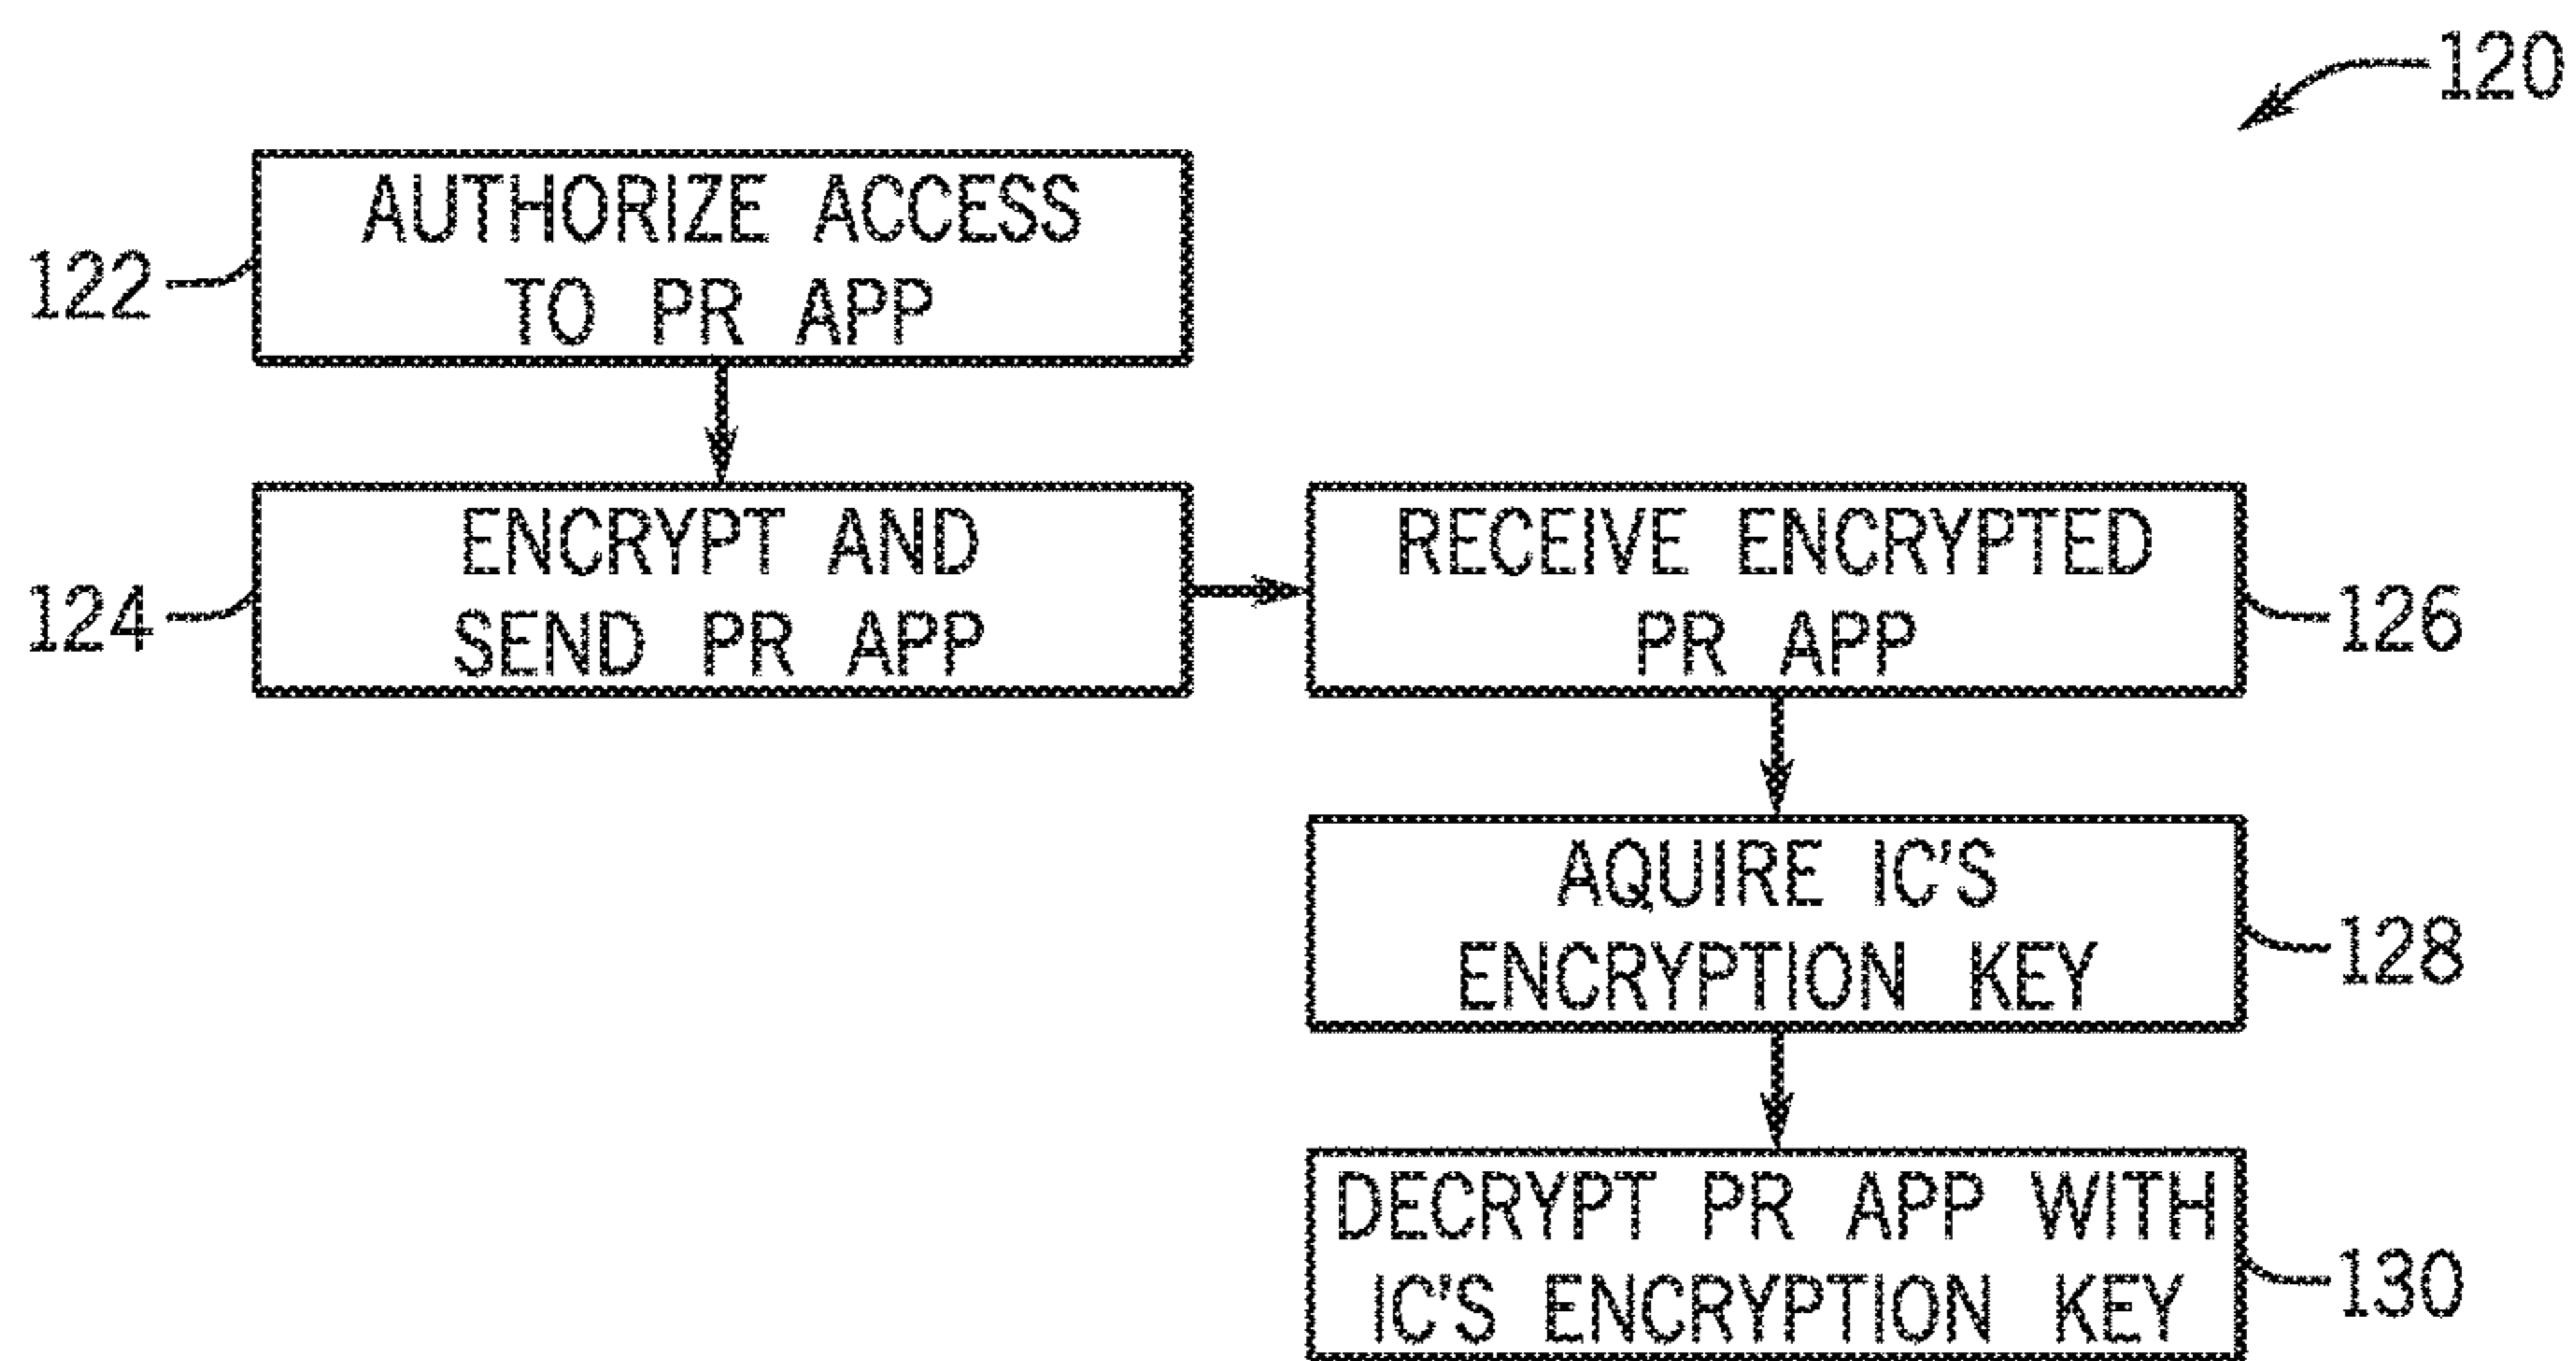 120
AUTHORIZE ACCESS
TO PR APP
122
ENCRYPT AND
SEND PR APP
124
RECEIVE ENCRYPTED
PR APP
126
AQUIRE IC'S
ENCRYPTION KEY
128
DECRYPT PR APP WITH
IC'S ENCRYPTION KEY
130